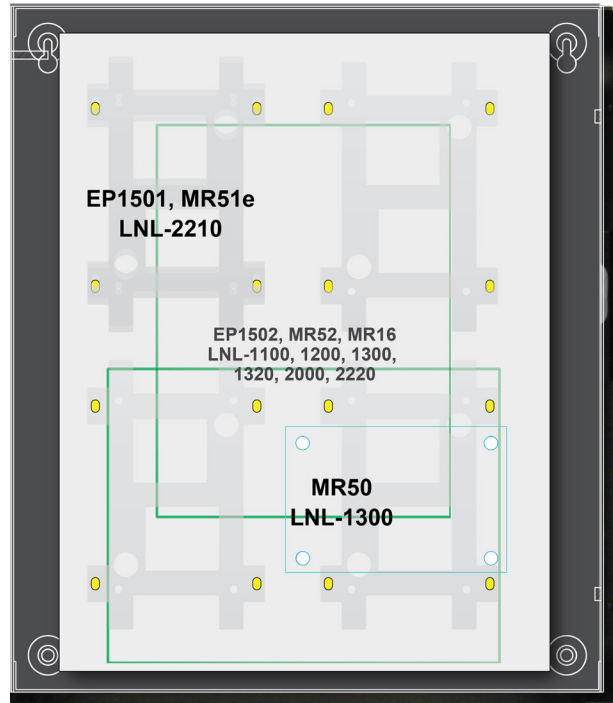 EP1501, MR51e
LNL-2210
EP1502, MR52, MR16
LNL-1100, 1200, 1300,
1320, 2000, 2220
MR50
LNL-1300